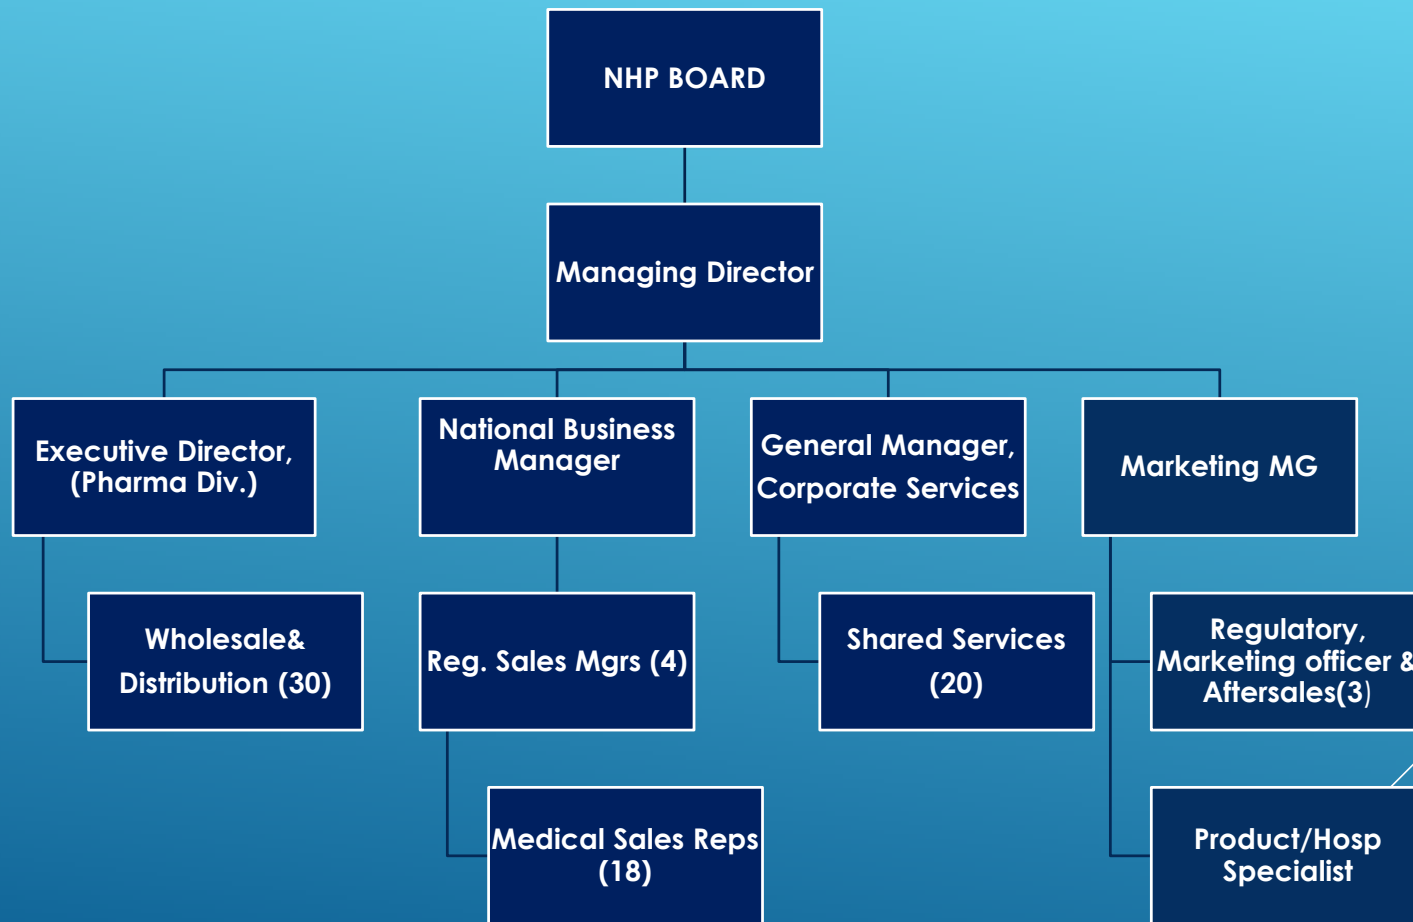 NHP BOARD
Managing Director
Executive Director,
(Pharma Div.)
National Business
Manager
General Manager,
Corporate Services
Marketing MG
Wholesale&
Distribution (30)
Reg. Sales Mgrs (4)
Shared Services
(20)
Regulatory,
Marketing officer &
Aftersales(3)
Medical Sales Reps
(18)
Product/Hosp
Specialist